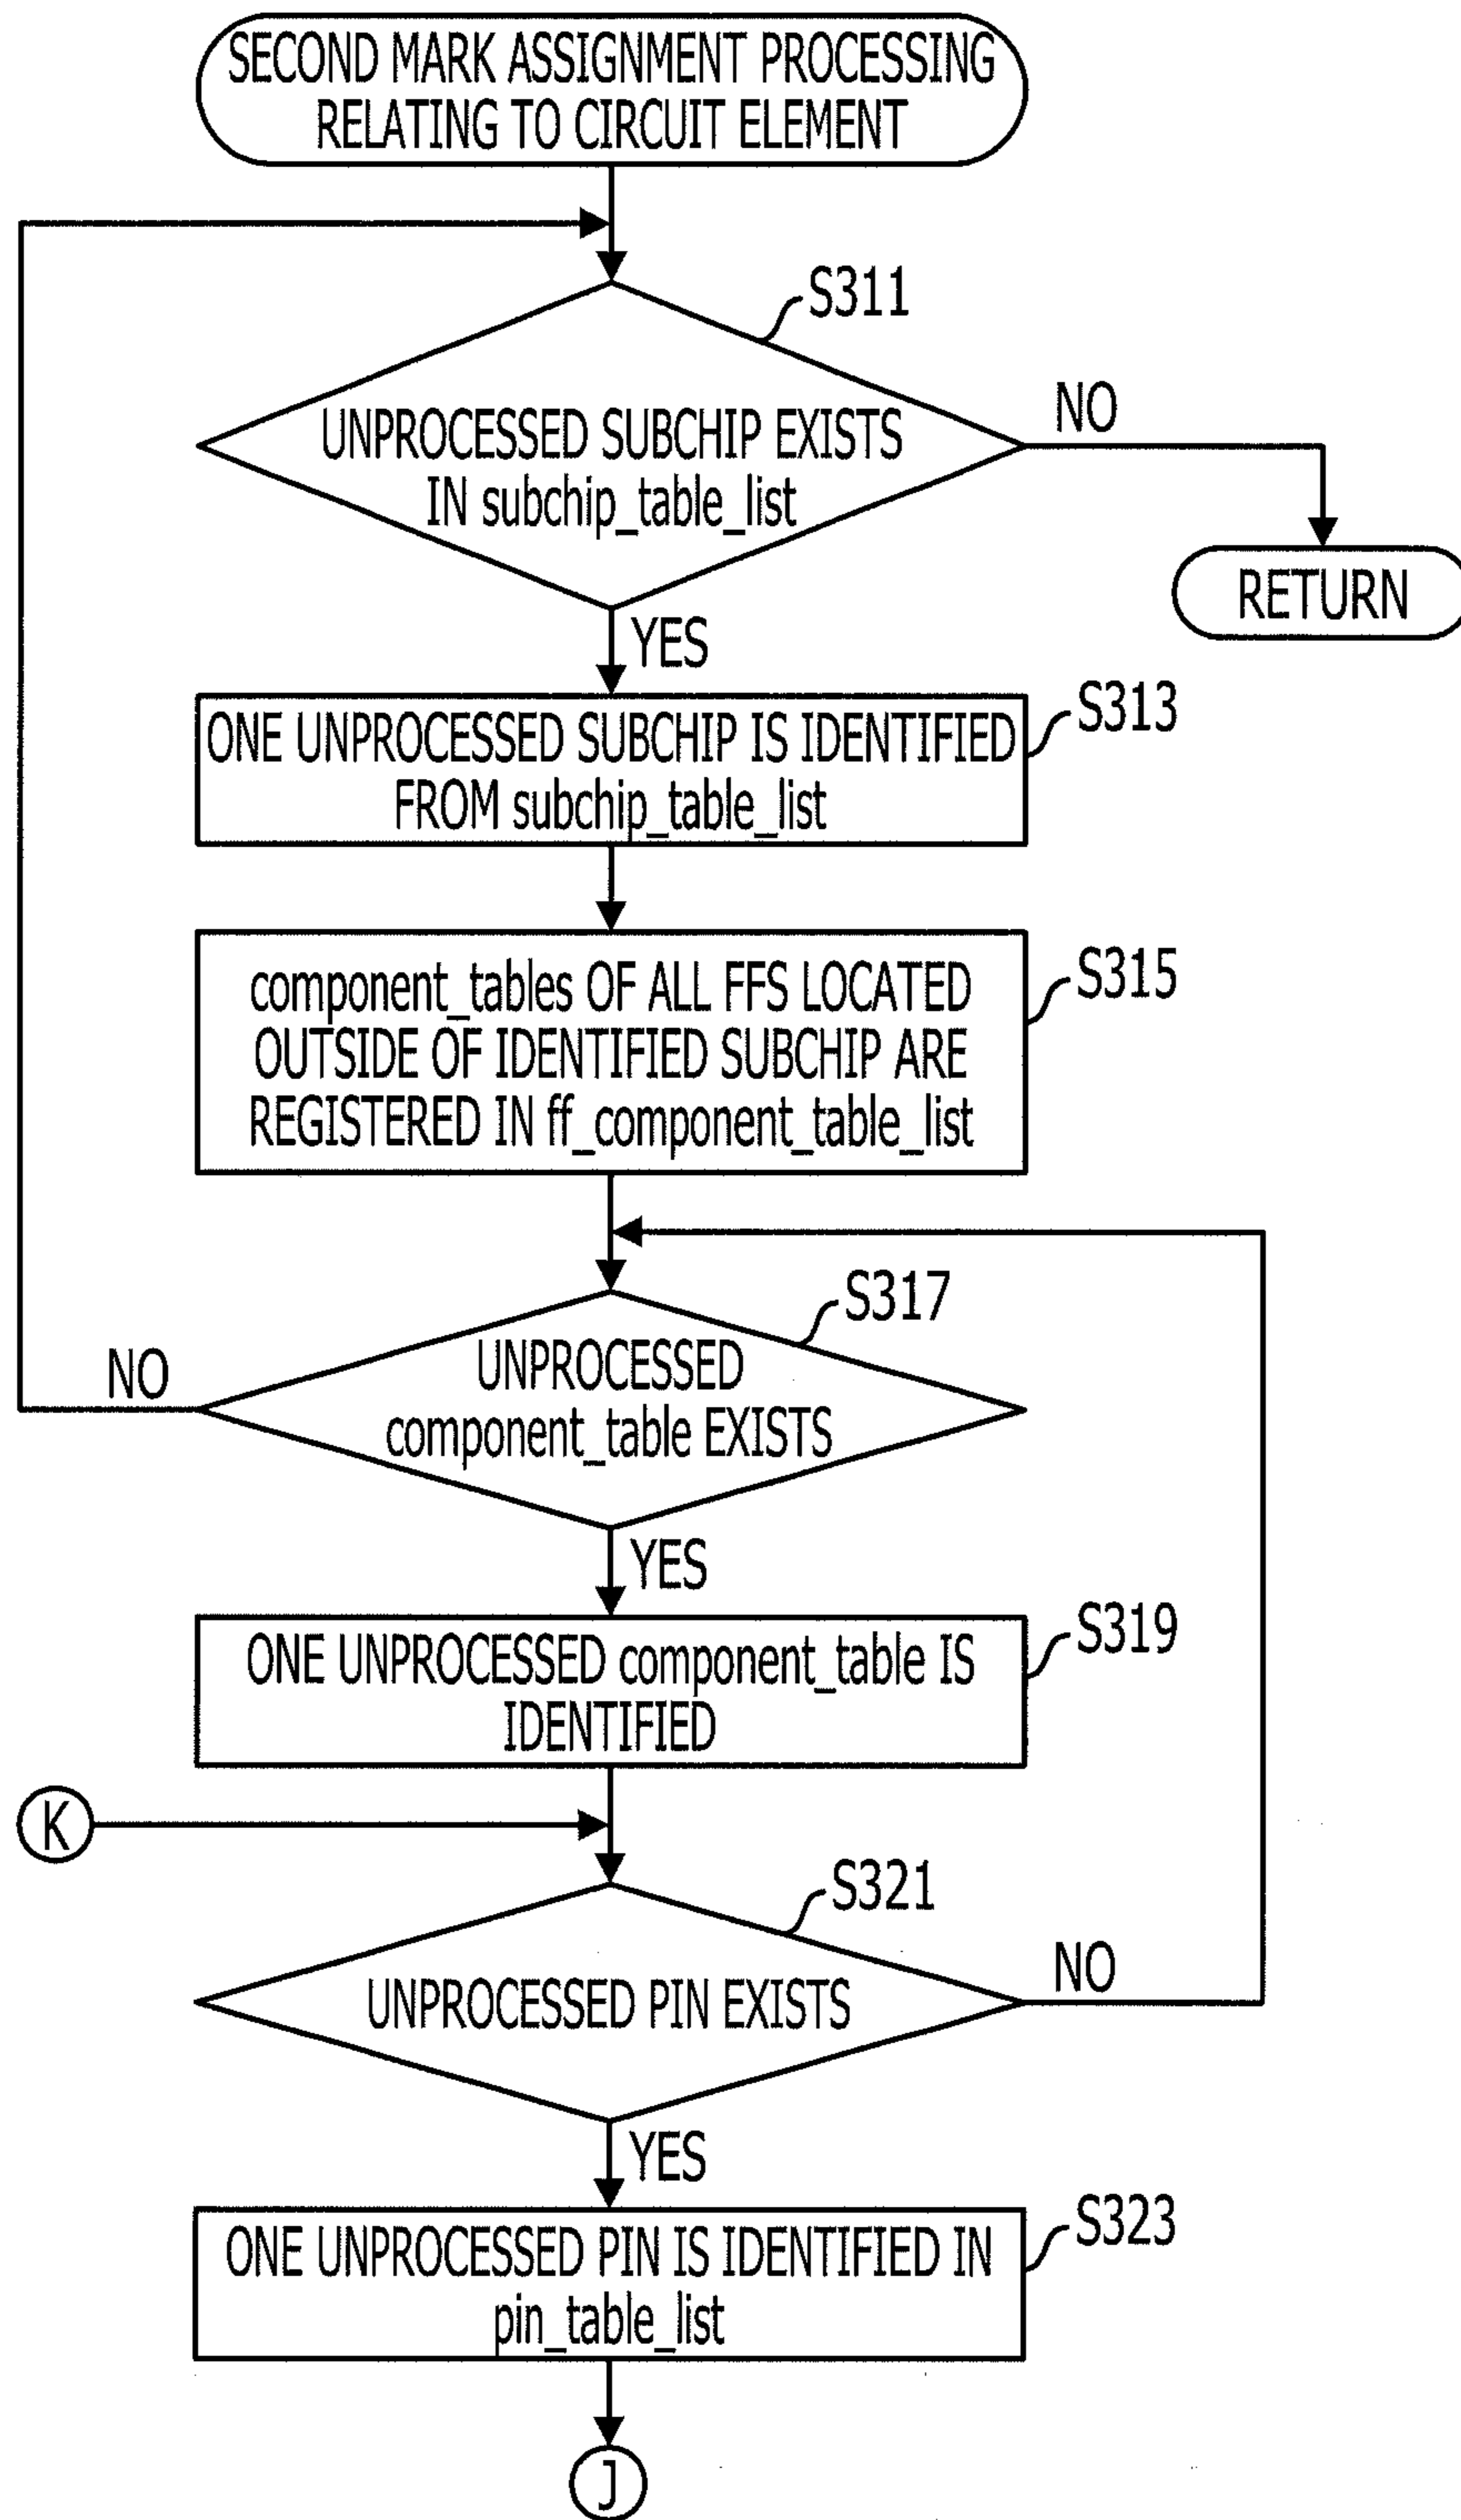 SECOND MARK ASSIGNMENT PROCESSING
RELATING TO CIRCUIT ELEMENT
S311
UNPROCESSED SUBCHIP EXISTS
IN subchip_table_list
NO
RETURN
YES
S313
ONE UNPROCESSED SUBCHIP IS IDENTIFIED
FROM subchip_table_list
S315
component_tables OF ALL FFS LOCATED
OUTSIDE OF IDENTIFIED SUBCHIP ARE
REGISTERED IN ff_component_table_list
S317
UNPROCESSED
component_table EXISTS
NO
YES
S319
ONE UNPROCESSED component_table IS
IDENTIFIED
K
S321
UNPROCESSED PIN EXISTS
NO
YES
S323
ONE UNPROCESSED PIN IS IDENTIFIED IN
pin_table_list
J